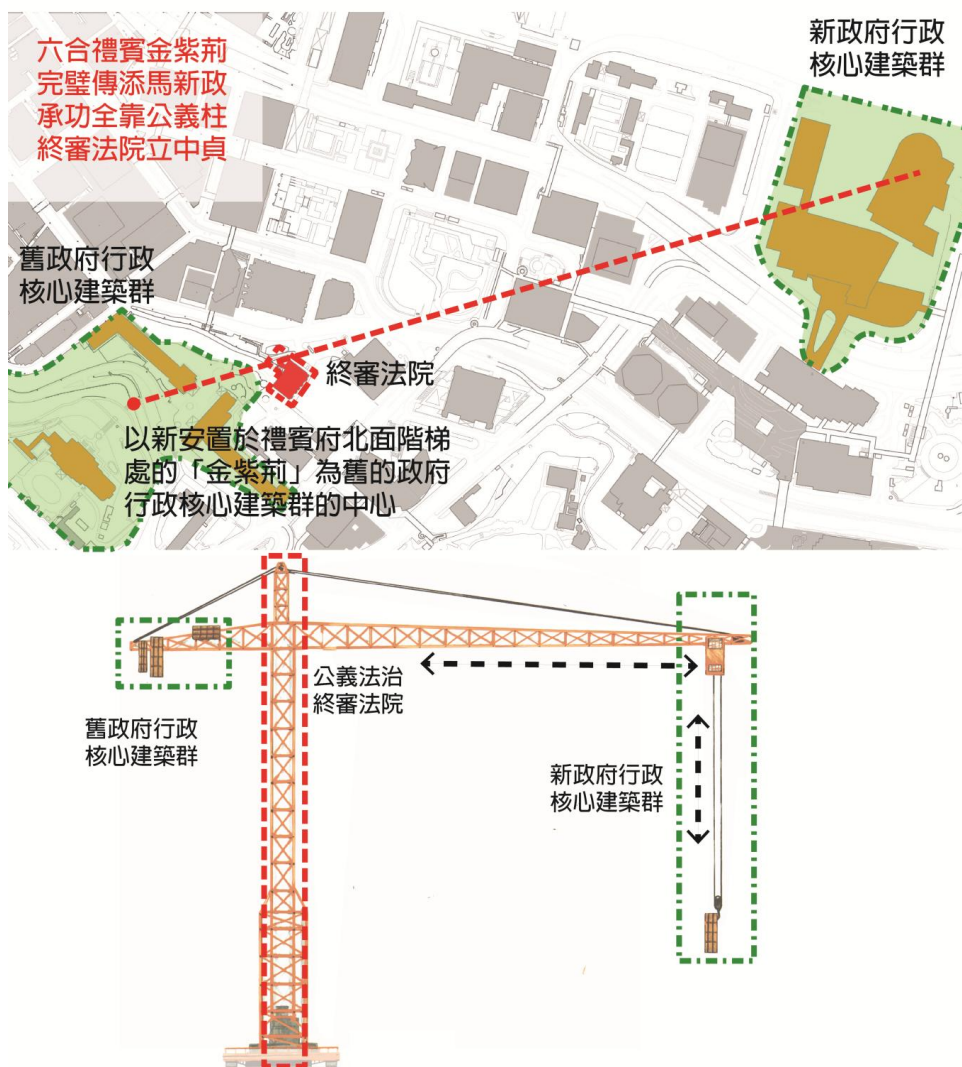 六合禮賓金紫荊
完璧傳添馬新政
承功全靠公義柱
終審法院立中貞
新政府行政
核心建築群
舊政府行政
核心建築群
終審法院
以新安置於禮賓府北面階梯
處的「金紫荊」為舊的政府
行政核心建築群的中心
公義法治
終審法院
舊政府行政
核心建築群
新政府行政
核心建築群